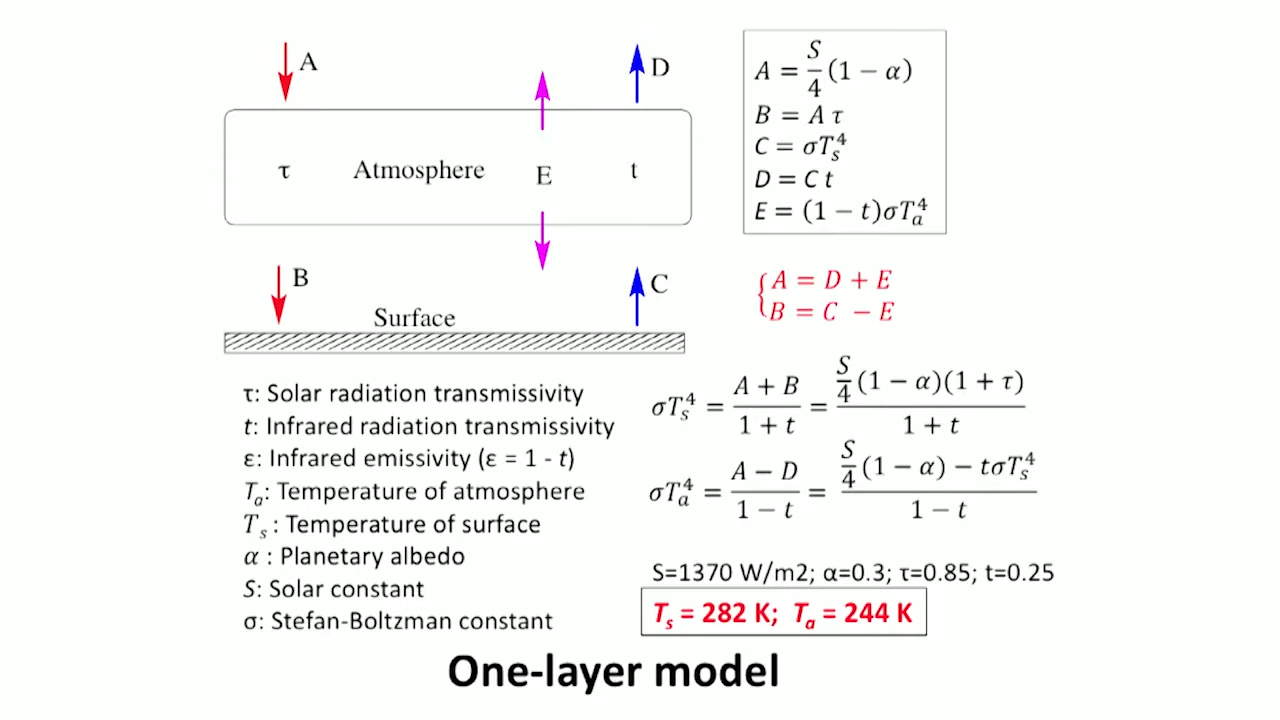 A
D
τ
Atmosphere
E
t
B
C
Surface
A = S/4 (1 − α)
B = A τ
C = σT_s^4
D = C t
E = (1 − t)σT_a^4
{A = D + E
B = C − E
τ: Solar radiation transmissivity
t: Infrared radiation transmissivity
ε: Infrared emissivity (ε = 1 - t)
T_a: Temperature of atmosphere
T_s : Temperature of surface
α : Planetary albedo
S: Solar constant
σ: Stefan-Boltzman constant
σT_s^4 = (A + B)/(1 + t) = (S/4 (1 − α)(1 + τ))/(1 + t)
σT_a^4 = (A − D)/(1 − t) = (S/4 (1 − α) − tσT_s^4)/(1 − t)
S=1370 W/m2; α=0.3; τ=0.85; t=0.25
T_s = 282 K; T_a = 244 K
One-layer model